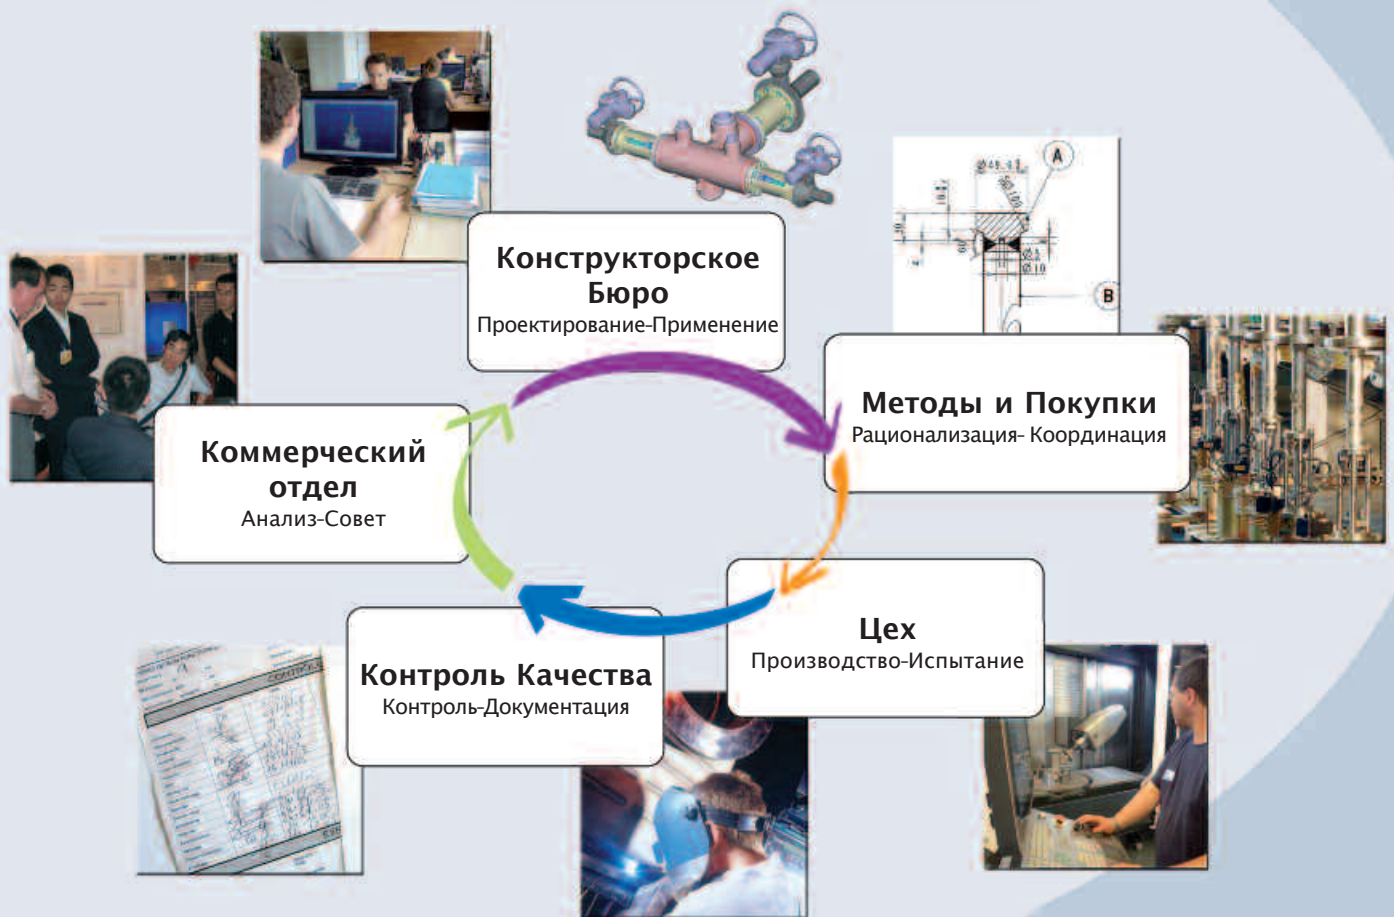 Конструкторское
Бюро
Проектирование-Применение
A
B
Методы и Покупки
Рационализация- Координация
Коммерческий
отдел
Анализ-Совет
Цех
Производство-Испытание
Контроль Качества
Контроль-Документация